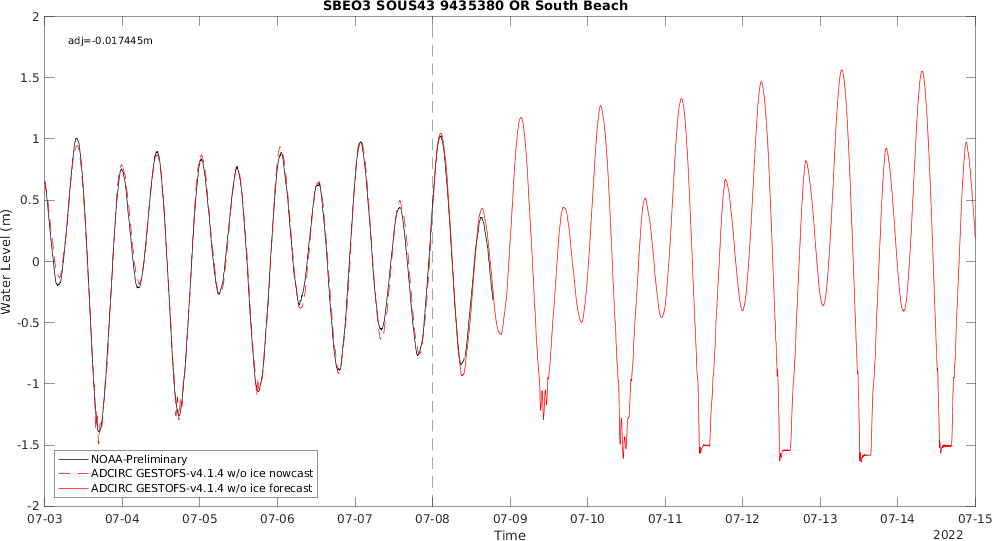 SBEO3 SOUS43 9435380 OR South Beach
adj=-0.017445m
2
1.5
1
0.5
0
-0.5
-1
-1.5
-2
Water Level (m)
NOAA-Preliminary
ADCIRC GESTOFS-v4.1.4 w/o ice nowcast
ADCIRC GESTOFS-v4.1.4 w/o ice forecast
07-03 07-04 07-05 07-06 07-07 07-08 07-09 07-10 07-11 07-12 07-13 07-14 07-15
Time
2022